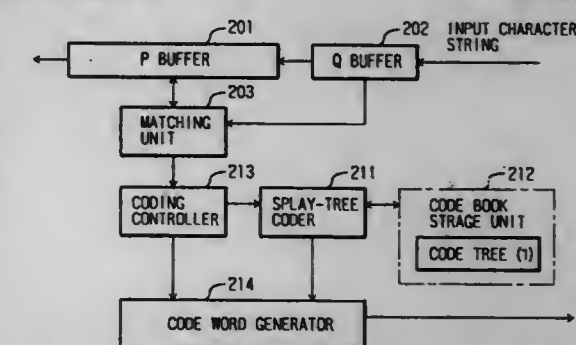 201
202 INPUT CHARACTER
STRING
P BUFFER
Q BUFFER
203
MATCHING
UNIT
213
211
212
CODING
CONTROLLER
SPLAY-TREE
CODER
CODE BOOK
STRAGE UNIT
CODE TREE (1)
214
CODE WORD GENERATOR